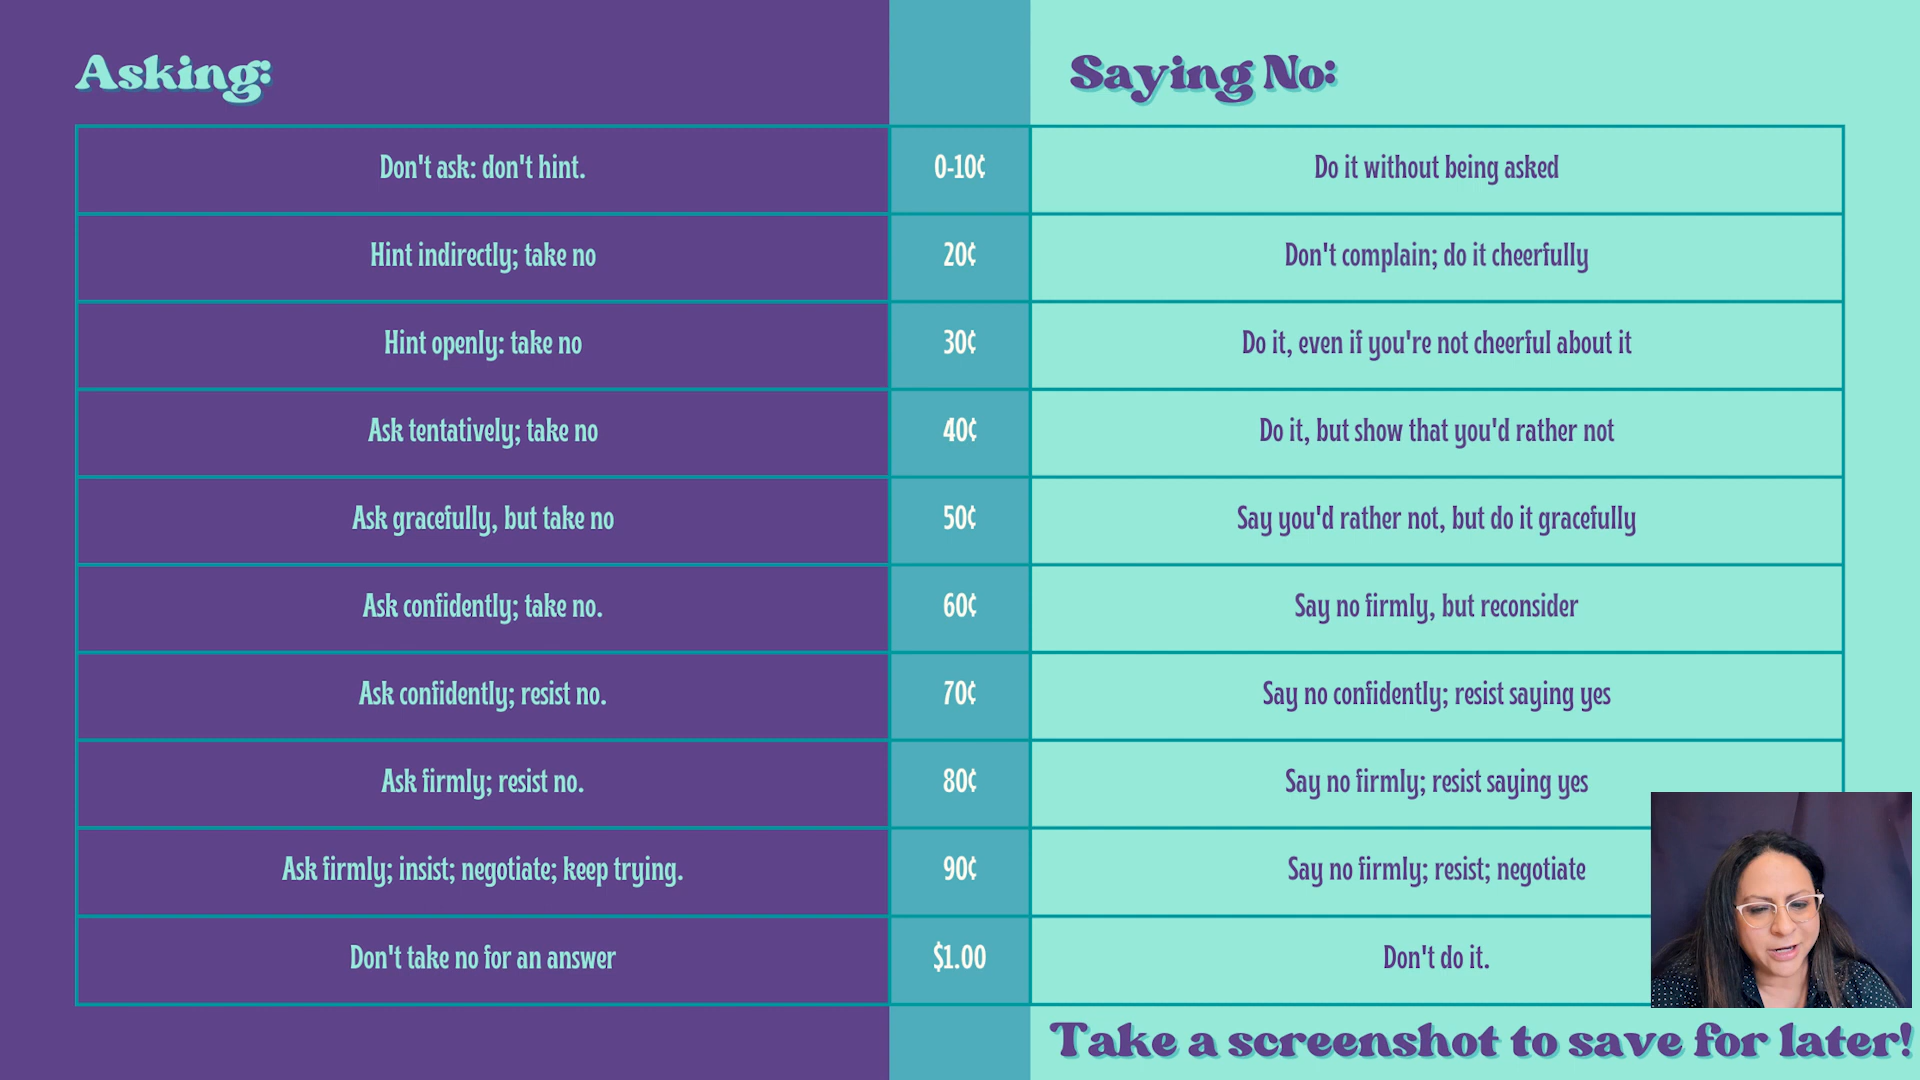 Asking:
Saying No:
Don't ask: don't hint.
0-10¢
Do it without being asked
Hint indirectly; take no
20¢
Don't complain; do it cheerfully
Hint openly: take no
30¢
Do it, even if you're not cheerful about it
Ask tentatively; take no
40¢
Do it, but show that you'd rather not
Ask gracefully, but take no
50¢
Say you'd rather not, but do it gracefully
Ask confidently; take no.
60¢
Say no firmly, but reconsider
Ask confidently; resist no.
70¢
Say no confidently; resist saying yes
Ask firmly; resist no.
80¢
Say no firmly; resist saying yes
Ask firmly; insist; negotiate; keep trying.
90¢
Say no firmly; resist; negotiate
Don't take no for an answer
$1.00
Don't do it.
Take a screenshot to save for later!